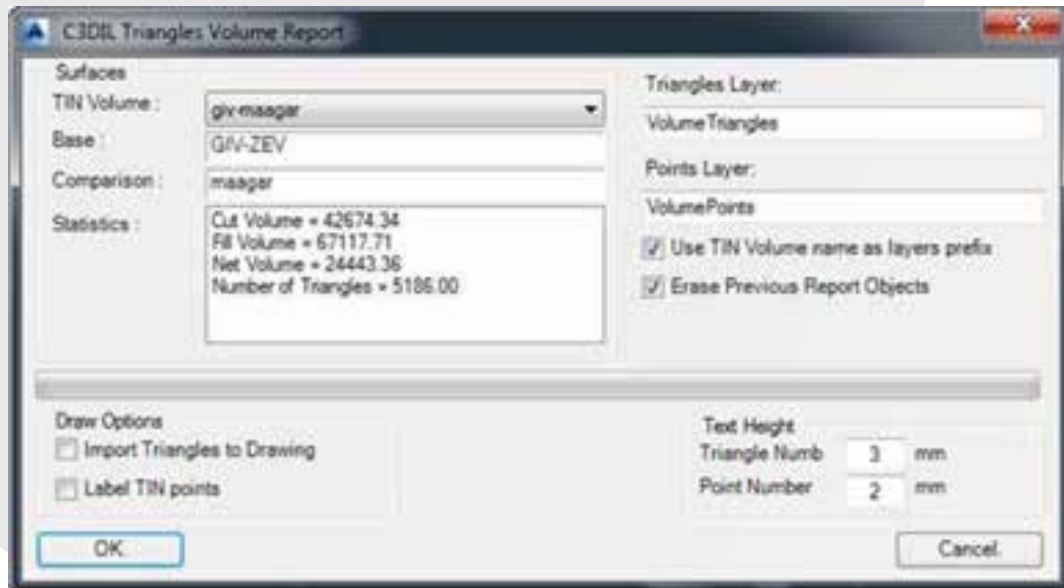 C3DIL Triangles Volume Report
Surfaces
TIN Volume :
giv-maagar
Base :
GIV-ZEV
Comparison :
maagar
Statistics :
Cut Volume = 42674.34
Fill Volume = 67117.71
Net Volume = 24443.36
Number of Triangles = 5186.00
Triangles Layer:
VolumeTriangles
Points Layer:
VolumePoints
Use TIN Volume name as layers prefix
Erase Previous Report Objects
Draw Options
Import Triangles to Drawing
Label TIN points
Text Height
Triangle Numb 3 mm
Point Number 2 mm
OK
Cancel